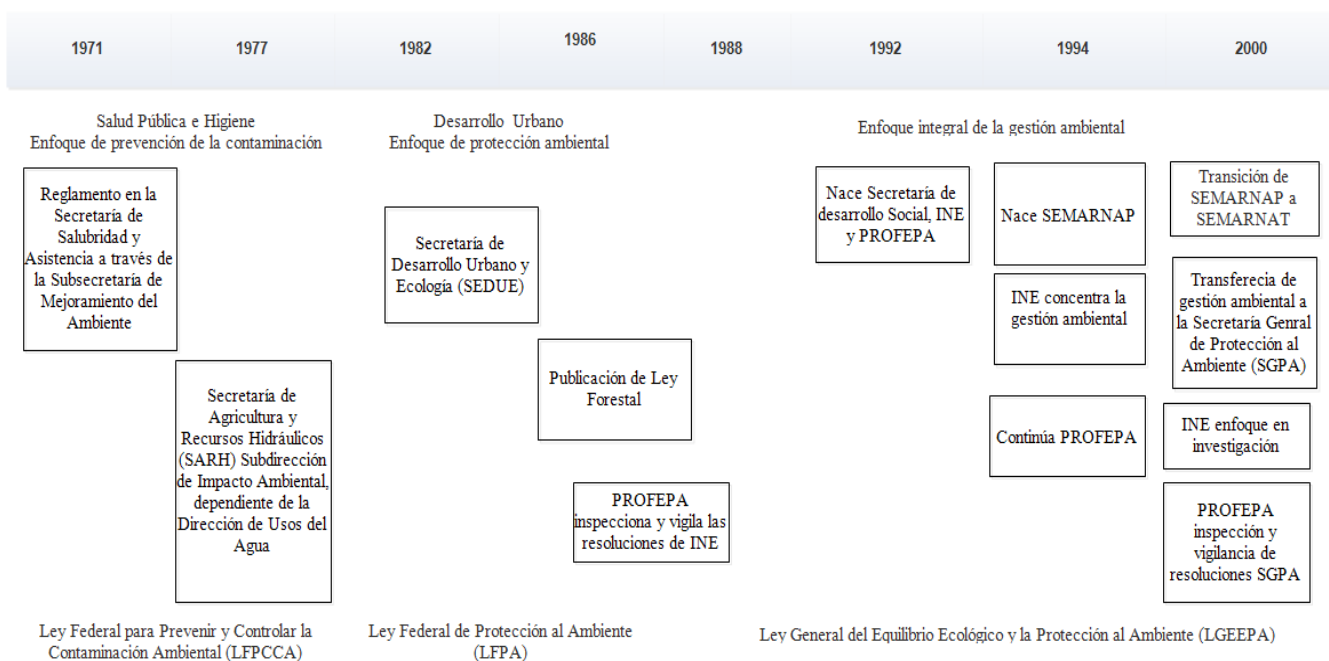 1971
1977
1982
1986
1988
1992
1994
2000
Salud Pública e Higiene
Enfoque de prevención de la contaminación
Desarrollo Urbano
Enfoque de protección ambiental
Enfoque integral de la gestión ambiental
Reglamento en la
Secretaría de
Salubridad y
Asistencia a través de
la Subsecretaría de
Mejoramiento del
Ambiente
Secretaría de
Agricultura y
Recursos Hidráulicos
(SARH) Subdirección
de Impacto Ambiental,
dependiente de la
Dirección de Usos del
Agua
Secretaría de
Desarrollo Urbano y
Ecología (SEDUE)
Publicación de Ley
Forestal
PROFEPA
inspecciona y vigila las
resoluciones de INE
Nace Secretaría de
desarrollo Social, INE
y PROFEPA
Nace SEMARNAP
INE concentra la
gestión ambiental
Continúa PROFEPA
Transición de
SEMARNAP a
SEMARNAT
Transferecia de
gestión ambiental a
la Secretaría Genral
de Protección al
Ambiente (SGPA)
INE enfoque en
investigación
PROFEPA
inspección y
vigilancia de
resoluciones SGPA
Ley Federal para Prevenir y Controlar la
Contaminación Ambiental (LFPCCA)
Ley Federal de Protección al Ambiente
(LFPA)
Ley General del Equilibrio Ecológico y la Protección al Ambiente (LGEEPA)